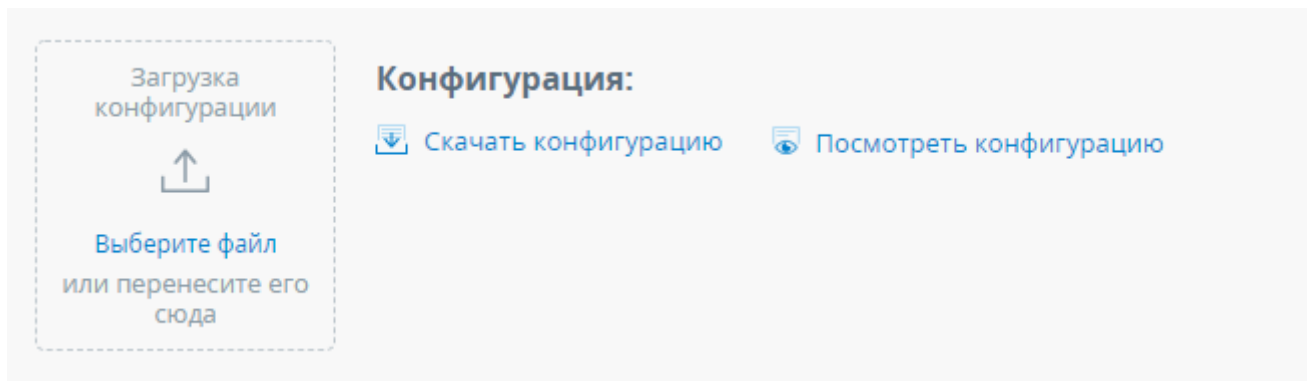 Загрузка
конфигурации
Выберите файл
или перенесите его
сюда
Конфигурация:
Скачать конфигурацию
Посмотреть конфигурацию